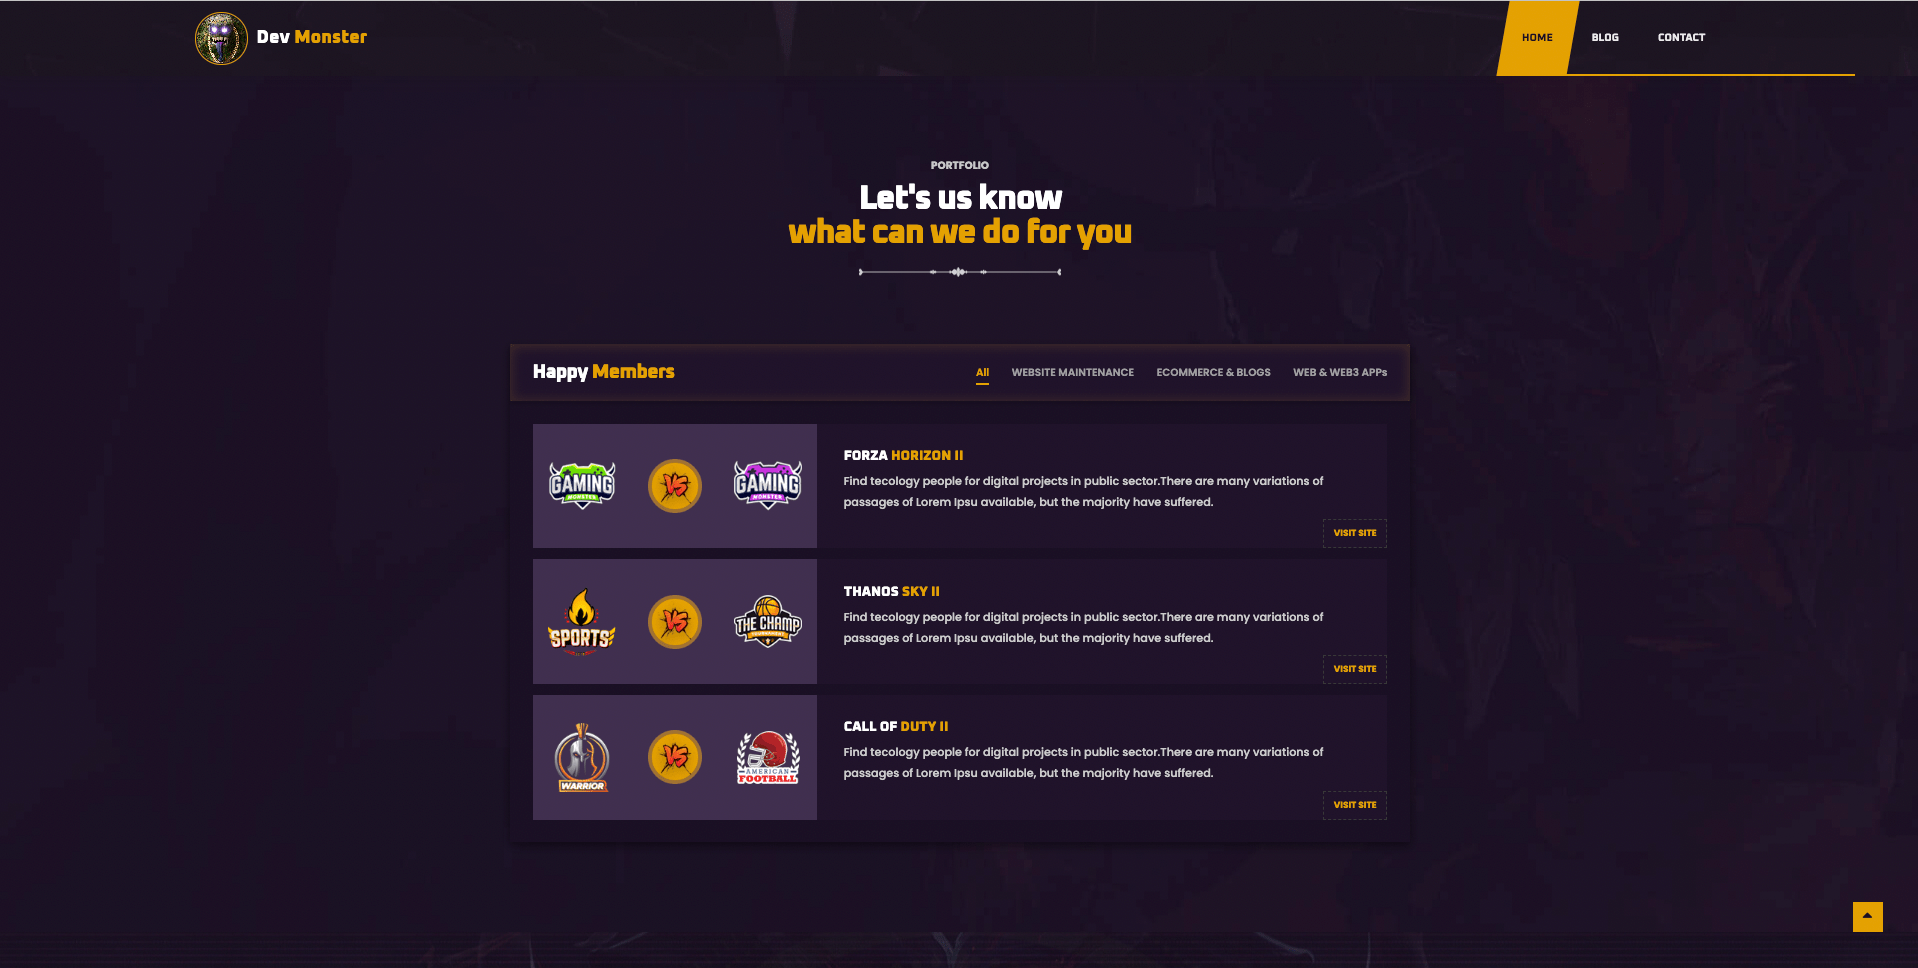 Dev Monster
HOME
BLOG
CONTACT
PORTFOLIO
Let's us know
what can we do for you
Happy Members
All
WEBSITE MAINTENANCE
ECOMMERCE & BLOGS
WEB & WEB3 APPs
GAMING
MONSTER
VS
GAMING
MONSTER
FORZA HORIZON II
Find tecology people for digital projects in public sector.There are many variations of
passages of Lorem Ipsu available, but the majority have suffered.
VISIT SITE
SPORTS
VS
THE CHAMP
TOURNAMENT
THANOS SKY II
Find tecology people for digital projects in public sector.There are many variations of
passages of Lorem Ipsu available, but the majority have suffered.
VISIT SITE
WARRIOR
VS
AMERICAN
FOOTBALL
CALL OF DUTY II
Find tecology people for digital projects in public sector.There are many variations of
passages of Lorem Ipsu available, but the majority have suffered.
VISIT SITE